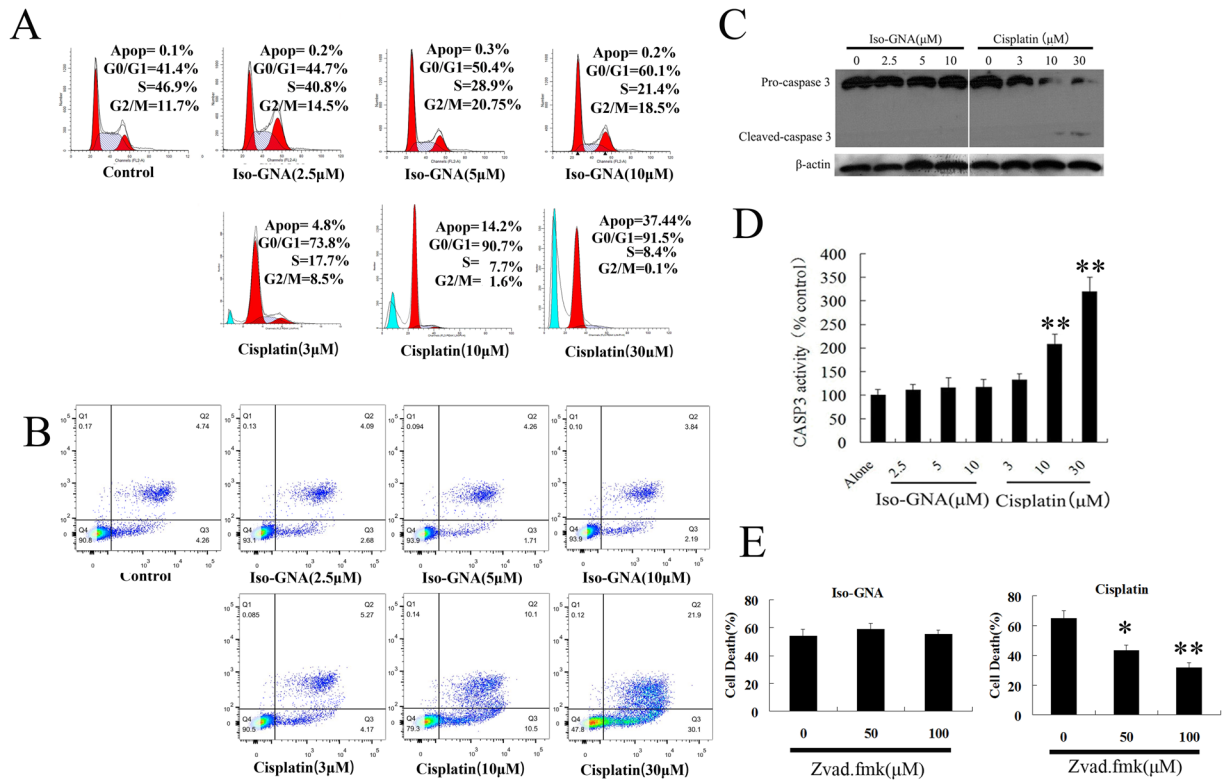 A
Apop= 0.1%
G0/G1=41.4%
S=46.9%
G2/M=11.7%
Control
Apop= 0.2%
G0/G1=44.7%
S=40.8%
G2/M=14.5%
Iso-GNA(2.5μM)
Apop= 0.3%
G0/G1=50.4%
S=28.9%
G2/M=20.75%
Iso-GNA(5μM)
Apop= 0.2%
G0/G1=60.1%
S=21.4%
G2/M=18.5%
Iso-GNA(10μM)
Apop= 4.8%
G0/G1=73.8%
S=17.7%
G2/M=8.5%
Cisplatin(3μM)
Apop= 14.2%
G0/G1=90.7%
S= 7.7%
G2/M= 1.6%
Cisplatin(10μM)
Apop=37.44%
G0/G1=91.5%
S=8.4%
G2/M=0.1%
Cisplatin(30μM)
B
Q1 Q2
0.17 4.74
Q4 Q3
90.8 4.26
Control
Q1 Q2
0.13 4.09
Q4 Q3
93.1 2.68
Iso-GNA(2.5μM)
Q1 Q2
0.094 4.26
Q4 Q3
93.9 1.71
Iso-GNA(5μM)
Q1 Q2
0.10 3.84
Q4 Q3
93.9 2.19
Iso-GNA(10μM)
Q1 Q2
0.085 5.27
Q4 Q3
90.5 4.17
Cisplatin(3μM)
Q1 Q2
0.14 10.1
Q4 Q3
79.3 10.5
Cisplatin(10μM)
Q1 Q2
0.12 21.9
Q4 Q3
47.8 30.1
Cisplatin(30μM)
C
Iso-GNA(μM) Cisplatin (μM)
0 2.5 5 10 0 3 10 30
Pro-caspase 3
Cleaved-caspase 3
β-actin
D
CASP3 activity (% control)
400
350
300
250
200
150
100
50
0
** **
Alone 2.5 5 10 3 10 30
Iso-GNA(μM) Cisplatin(μM)
E
Iso-GNA
Cell Death(%)
80
60
40
20
0
0 50 100
Zvad.fmk(μM)
Cisplatin
Cell Death(%)
80
60
40
20
0
* **
0 50 100
Zvad.fmk(μM)